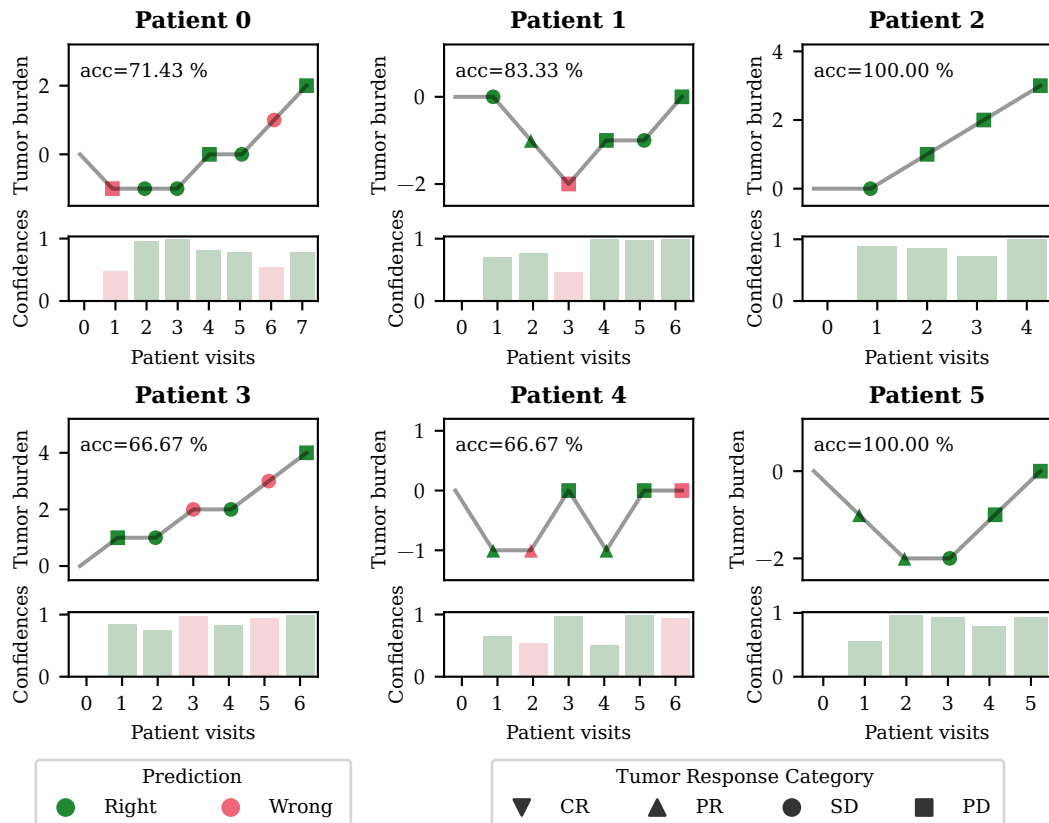 Patient 0
acc=71.43 %
Tumor burden
2
0
Confidences
1
0
0 1 2 3 4 5 6 7
Patient visits
Patient 1
acc=83.33 %
Tumor burden
0
−2
Confidences
1
0
0 1 2 3 4 5 6
Patient visits
Patient 2
acc=100.00 %
Tumor burden
4
2
0
Confidences
1
0
0 1 2 3 4
Patient visits
Patient 3
acc=66.67 %
Tumor burden
4
2
0
Confidences
1
0
0 1 2 3 4 5 6
Patient visits
Patient 4
acc=66.67 %
Tumor burden
1
0
−1
Confidences
1
0
0 1 2 3 4 5 6
Patient visits
Patient 5
acc=100.00 %
Tumor burden
0
−2
Confidences
1
0
0 1 2 3 4 5
Patient visits
Prediction
Right Wrong
Tumor Response Category
CR PR SD PD